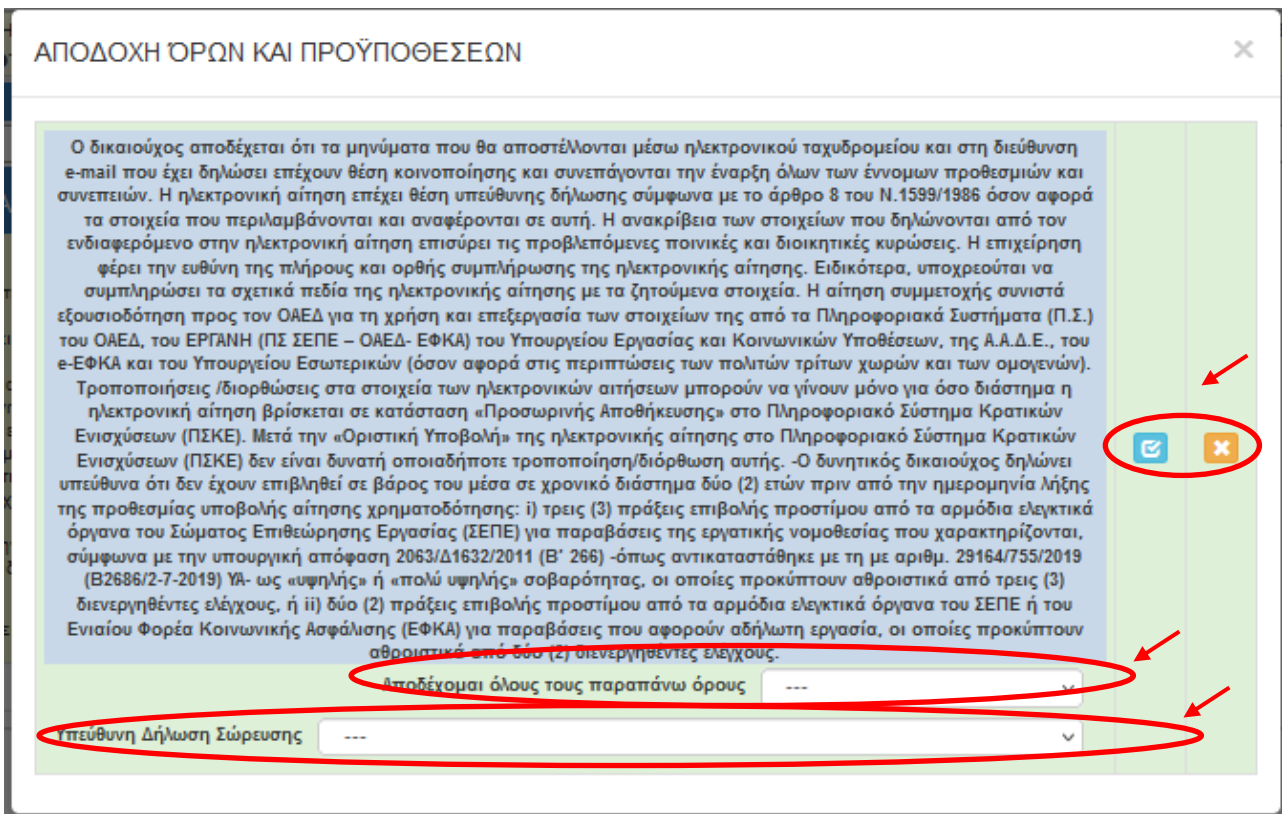 ΑΠΟΔΟΧΗ ΌΡΩΝ ΚΑΙ ΠΡΟΫΠΟΘΕΣΕΩΝ
×
Ο δικαιούχος αποδέχεται ότι τα μηνύματα που θα αποστέλλονται μέσω ηλεκτρονικού ταχυδρομείου και στη διεύθυνση
e-mail που έχει δηλώσει επέχουν θέση κοινοποίησης και συνεπάγονται την έναρξη όλων των έννομων προθεσμιών και
συνεπειών. Η ηλεκτρονική αίτηση επέχει θέση υπεύθυνης δήλωσης σύμφωνα με το άρθρο 8 του Ν.1599/1986 όσον αφορά
τα στοιχεία που περιλαμβάνονται και αναφέρονται σε αυτή. Η ανακρίβεια των στοιχείων που δηλώνονται από τον
ενδιαφερόμενο στην ηλεκτρονική αίτηση επισύρει τις προβλεπόμενες ποινικές και διοικητικές κυρώσεις. Η επιχείρηση
φέρει την ευθύνη της πλήρους και ορθής συμπλήρωσης της ηλεκτρονικής αίτησης. Ειδικότερα, υποχρεούται να
συμπληρώσει τα σχετικά πεδία της ηλεκτρονικής αίτησης με τα ζητούμενα στοιχεία. Η αίτηση συμμετοχής συνιστά
εξουσιοδότηση προς τον ΟΑΕΔ για τη χρήση και επεξεργασία των στοιχείων της από τα Πληροφοριακά Συστήματα (Π.Σ.)
του ΟΑΕΔ, του ΕΡΓΑΝΗ (ΠΣ ΣΕΠΕ – ΟΑΕΔ- ΕΦΚΑ) του Υπουργείου Εργασίας και Κοινωνικών Υποθέσεων, της Α.Α.Δ.Ε., του
e-ΕΦΚΑ και του Υπουργείου Εσωτερικών (όσον αφορά στις περιπτώσεις των πολιτών τρίτων χωρών και των ομογενών).
Τροποποιήσεις /διορθώσεις στα στοιχεία των ηλεκτρονικών αιτήσεων μπορούν να γίνουν μόνο για όσο διάστημα η
ηλεκτρονική αίτηση βρίσκεται σε κατάσταση «Προσωρινής Αποθήκευσης» στο Πληροφοριακό Σύστημα Κρατικών
Ενισχύσεων (ΠΣΚΕ). Μετά την «Οριστική Υποβολή» της ηλεκτρονικής αίτησης στο Πληροφοριακό Σύστημα Κρατικών
Ενισχύσεων (ΠΣΚΕ) δεν είναι δυνατή οποιαδήποτε τροποποίηση/διόρθωση αυτής. -Ο δυνητικός δικαιούχος δηλώνει
υπεύθυνα ότι δεν έχουν επιβληθεί σε βάρος του μέσα σε χρονικό διάστημα δύο (2) ετών πριν από την ημερομηνία λήξης
της προθεσμίας υποβολής αίτησης χρηματοδότησης: i) τρεις (3) πράξεις επιβολής προστίμου από τα αρμόδια ελεγκτικά
όργανα του Σώματος Επιθεώρησης Εργασίας (ΣΕΠΕ) για παραβάσεις της εργατικής νομοθεσίας που χαρακτηρίζονται,
σύμφωνα με την υπουργική απόφαση 2063/Δ1632/2011 (Β΄ 266) -όπως αντικαταστάθηκε με τη με αριθμ. 29164/755/2019
(Β2686/2-7-2019) ΥΑ- ως «υψηλής» ή «πολύ υψηλής» σοβαρότητας, οι οποίες προκύπτουν αθροιστικά από τρεις (3)
διενεργηθέντες ελέγχους, ή ii) δύο (2) πράξεις επιβολής προστίμου από τα αρμόδια ελεγκτικά όργανα του ΣΕΠΕ ή του
Ενιαίου Φορέα Κοινωνικής Ασφάλισης (ΕΦΚΑ) για παραβάσεις που αφορούν αδήλωτη εργασία, οι οποίες προκύπτουν
αθροιστικά από δύο (2) διενεργηθέντες ελέγχους.
Αποδέχομαι όλους τους παραπάνω όρους ---
Υπεύθυνη Δήλωση Σώρευσης ---